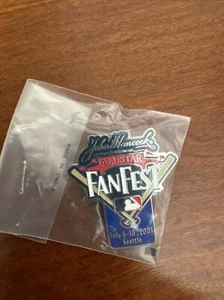 John Hancock
ALL-STAR
FANFEST
July 6-10, 2001
Seattle